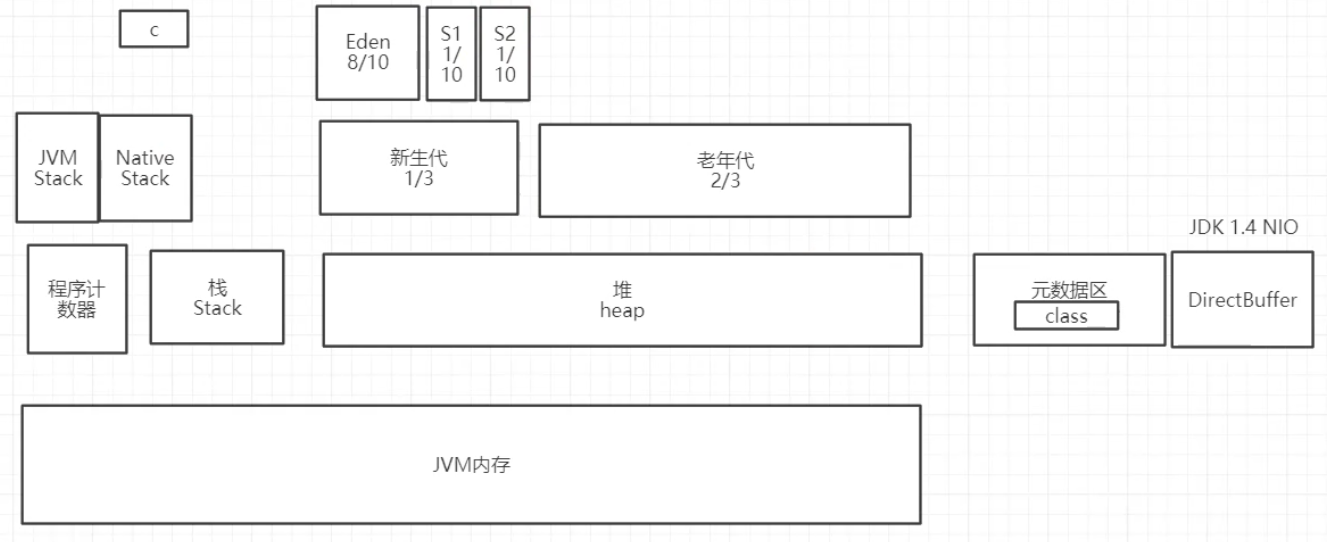 c
Eden
8/10
S1
1/
10
S2
1/
10
JVM
Stack
Native
Stack
新生代
1/3
老年代
2/3
JDK 1.4 NIO
程序计
数器
栈
Stack
堆
heap
元数据区
class
DirectBuffer
JVM内存